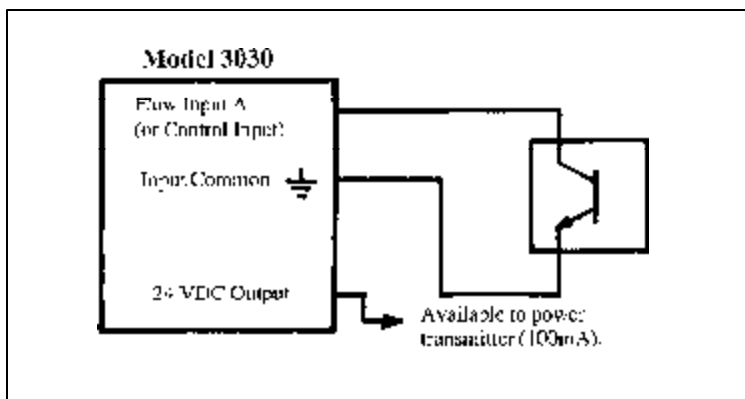 Model 3030
Flow Input A
(or Control Input)
Input Common
24 VDC Output
Available to power
transmitter (100mA).